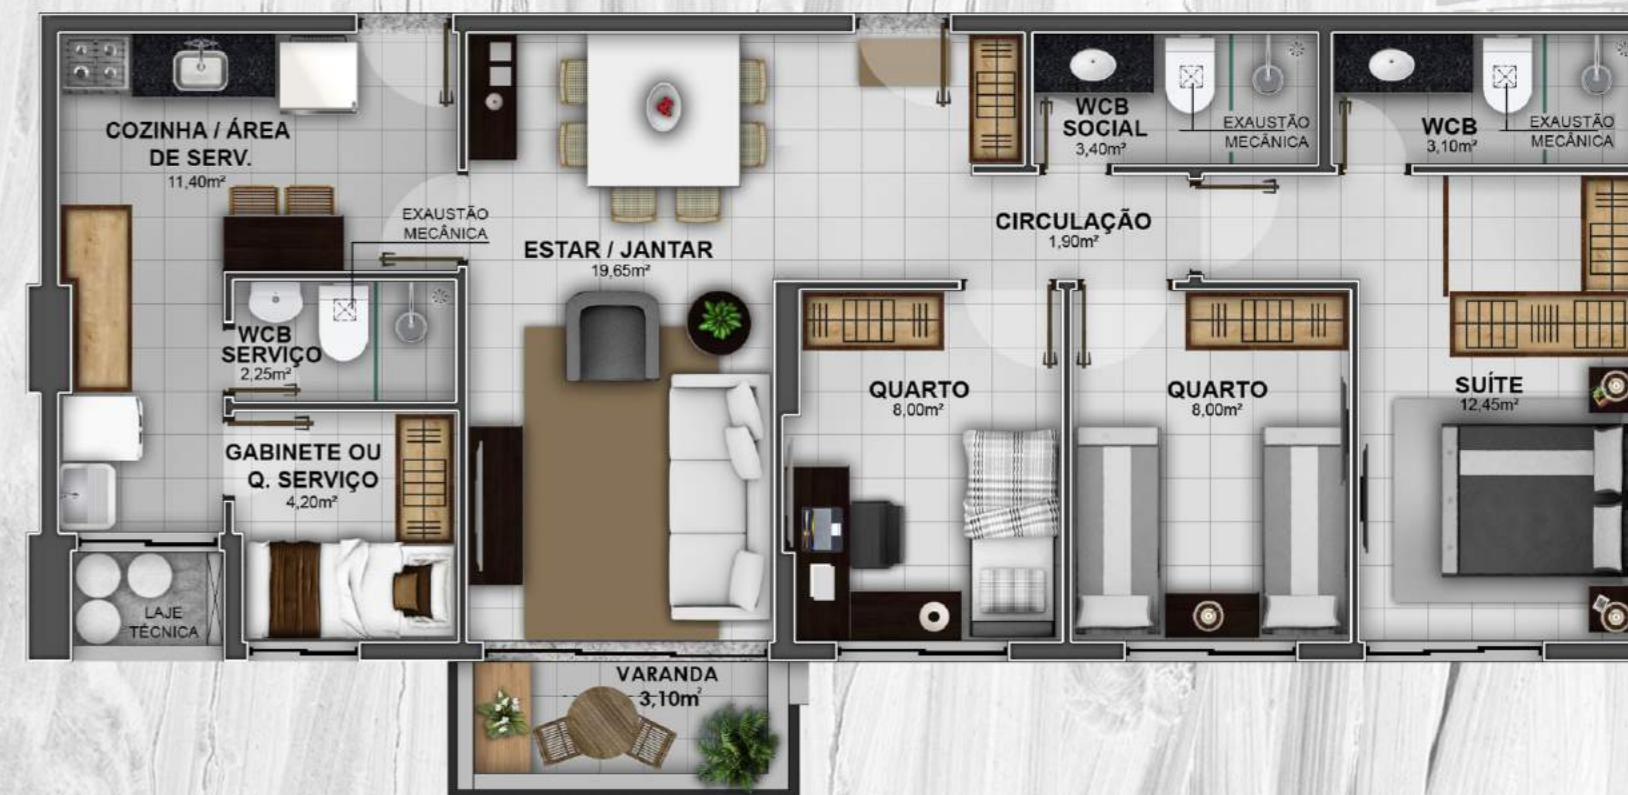 COZINHA / ÁREA
DE SERV.
11,40m²
EXAUSTÃO
MECÂNICA
WCB
SERVIÇO
2,25m²
GABINETE OU
Q. SERVIÇO
4,20m²
LAJE
TÉCNICA
ESTAR / JANTAR
19,65m²
VARANDA
3,10m²
WCB
SOCIAL
3,40m²
EXAUSTÃO
MECÂNICA
CIRCULAÇÃO
1,90m²
QUARTO
8,00m²
QUARTO
8,00m²
WCB
3,10m²
EXAUSTÃO
MECÂNICA
SUÍTE
12,45m²